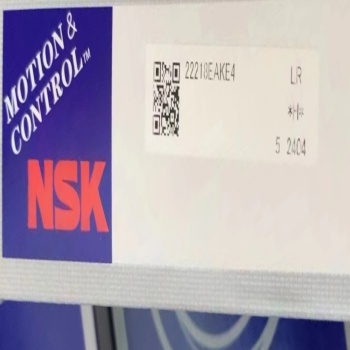 MOTION &
CONTROL™
NSK
22218EAKE4 LR
*H*
5 2404